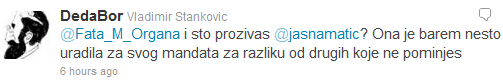 DedaBor Vladimir Stankovic
@Fata_M_Organa i sto prozivas @jasnamatic? Ona je barem nesto
uradila za svog mandata za razliku od drugih koje ne pominjes
6 hours ago